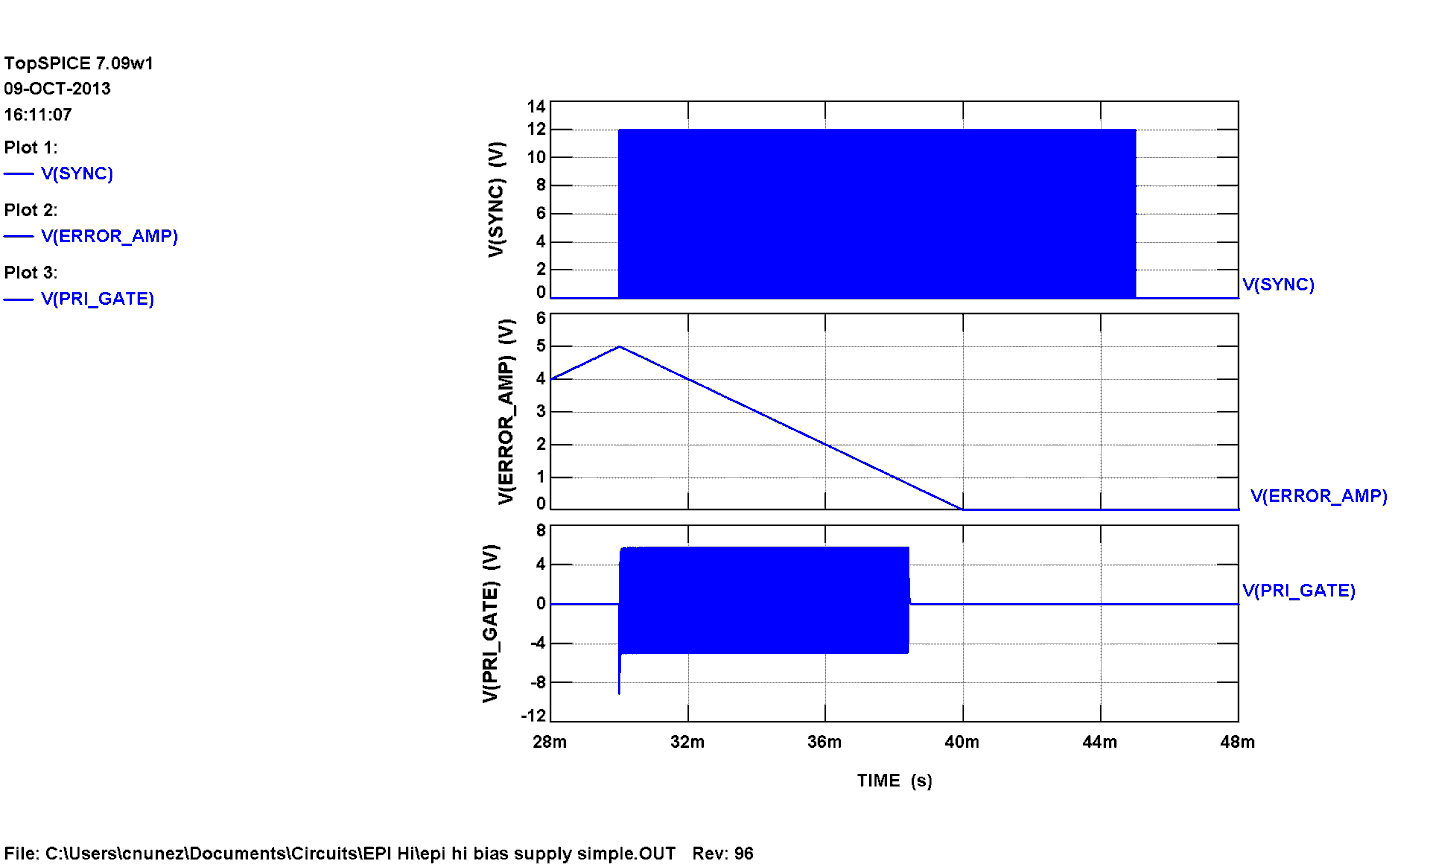 TopSPICE 7.09w1
09-OCT-2013
16:11:07
Plot 1:
V(SYNC)
Plot 2:
V(ERROR_AMP)
Plot 3:
V(PRI_GATE)
V(SYNC) (V)
14
12
10
8
6
4
2
0
V(SYNC)
V(ERROR_AMP) (V)
6
5
4
3
2
1
0
V(ERROR_AMP)
V(PRI_GATE) (V)
8
4
0
-4
-8
-12
V(PRI_GATE)
28m 32m 36m 40m 44m 48m
TIME (s)
File: C:\Users\cnunez\Documents\Circuits\EPI Hi\epi hi bias supply simple.OUT Rev: 96